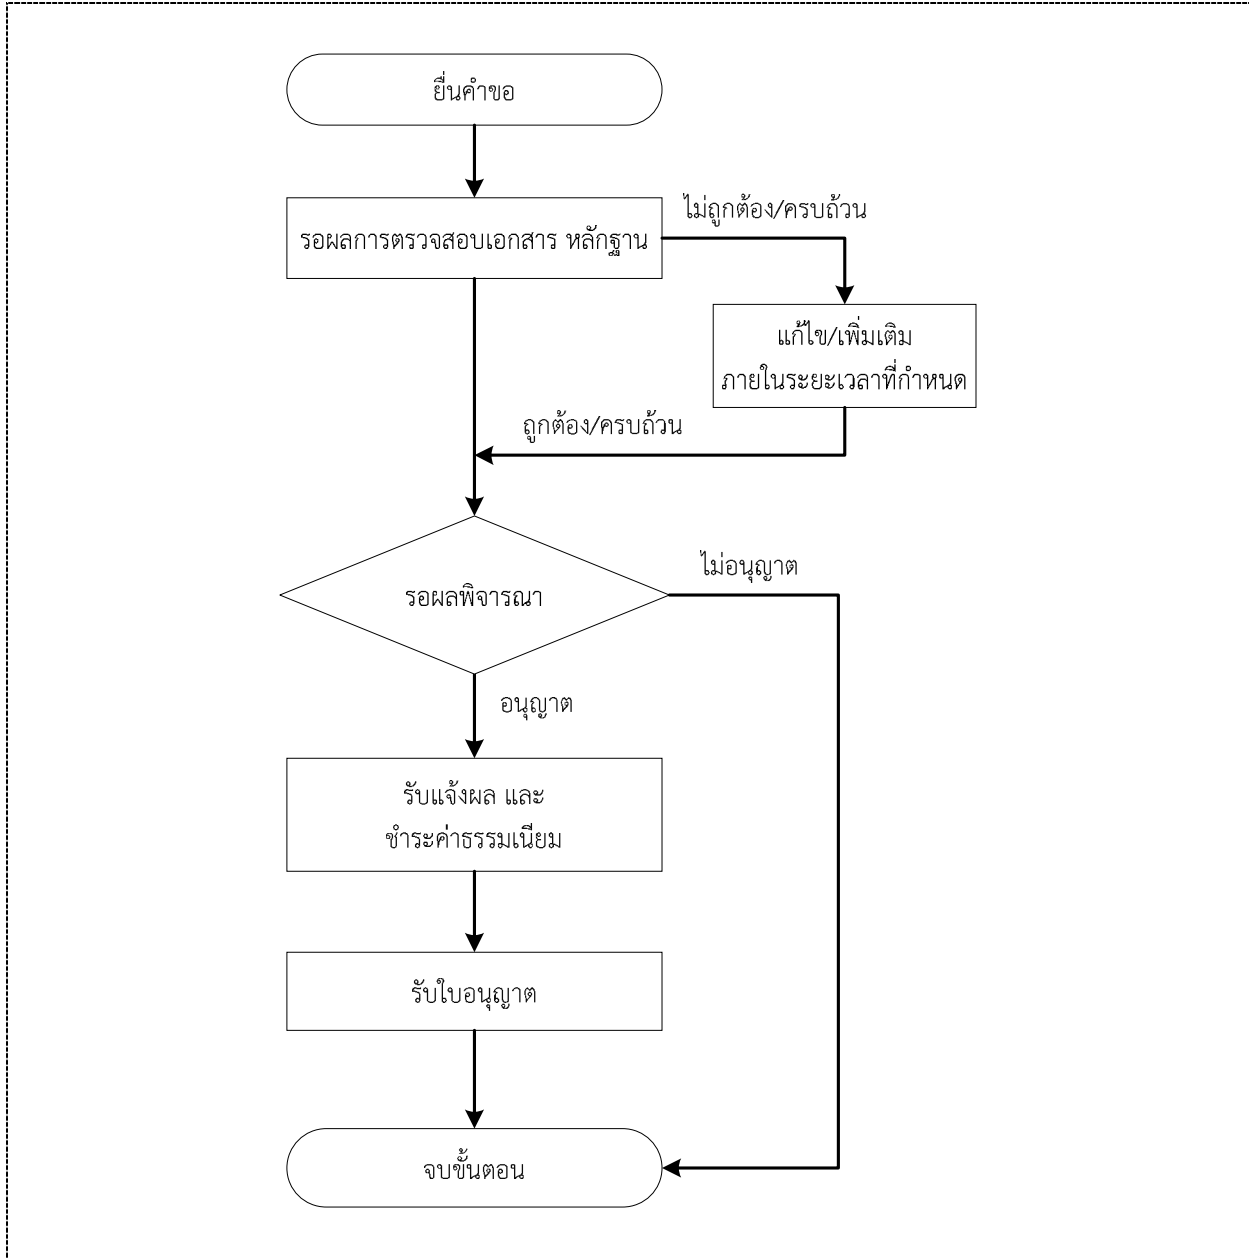 ยื่นคำขอ
ไม่ถูกต้อง/ครบถ้วน
รอผลการตรวจสอบเอกสาร หลักฐาน
แก้ไข/เพิ่มเติม
ภายในระยะเวลาที่กำหนด
ถูกต้อง/ครบถ้วน
ไม่อนุญาต
รอผลพิจารณา
อนุญาต
รับแจ้งผล และ
ชำระค่าธรรมเนียม
รับใบอนุญาต
จบขั้นตอน